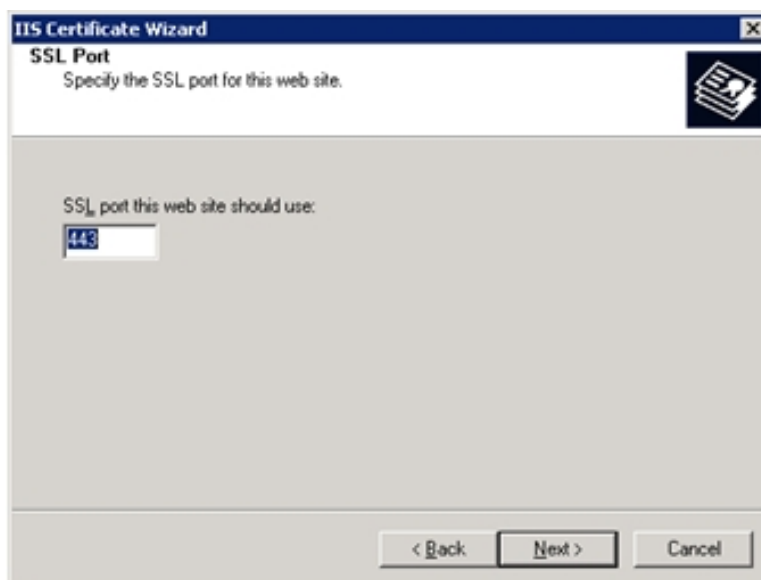 IIS Certificate Wizard
SSL Port
Specify the SSL port for this web site.
SSL port this web site should use:
443
< Back Next > Cancel